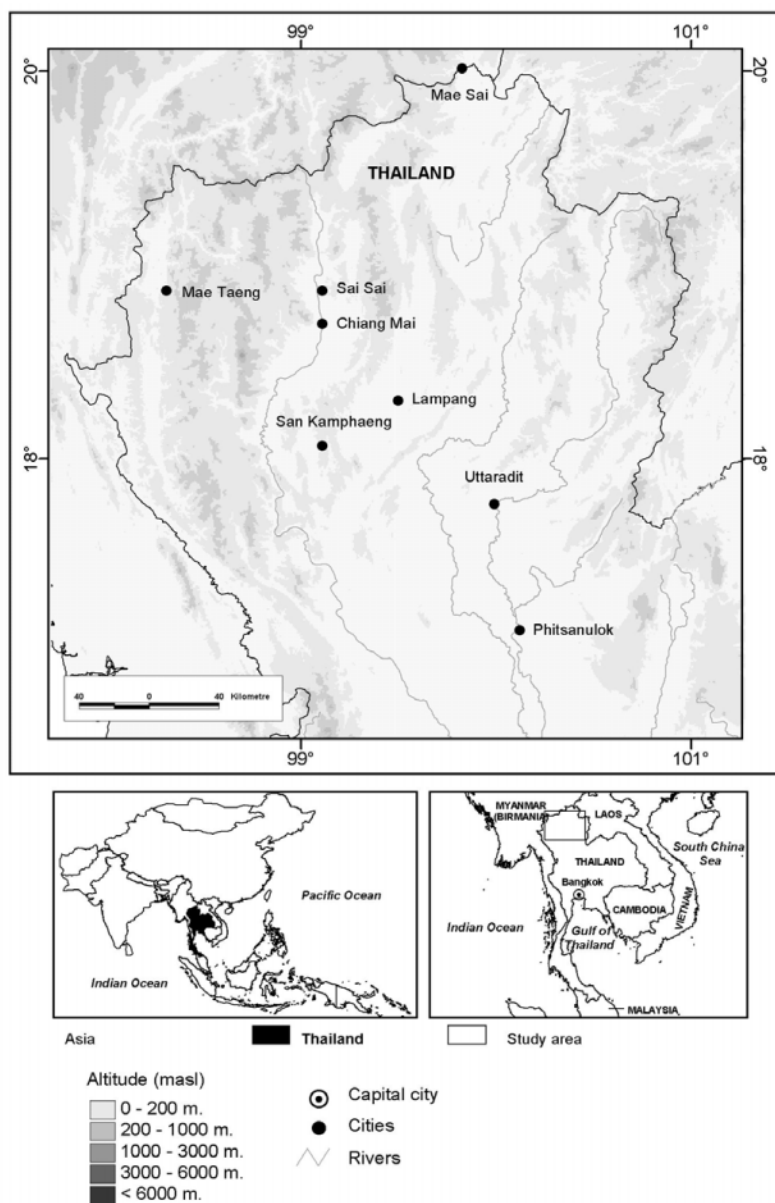 99°
101°
20°
20°
Mae Sai
THAILAND
Mae Taeng
Sai Sai
Chiang Mai
Lampang
San Kamphaeng
18°
18°
Uttaradit
Phitsanulok
40 0 40 Kilometre
99°
101°
Pacific Ocean
Indian Ocean
MYANMAR
(BIRMANIA)
LAOS
South China
Sea
THAILAND
Bangkok
CAMBODIA
VIETNAM
Indian Ocean
Gulf of
Thailand
MALAYSIA
Asia
Thailand
Study area
Altitude (masl)
0 - 200 m.
200 - 1000 m.
1000 - 3000 m.
3000 - 6000 m.
< 6000 m.
Capital city
Cities
Rivers